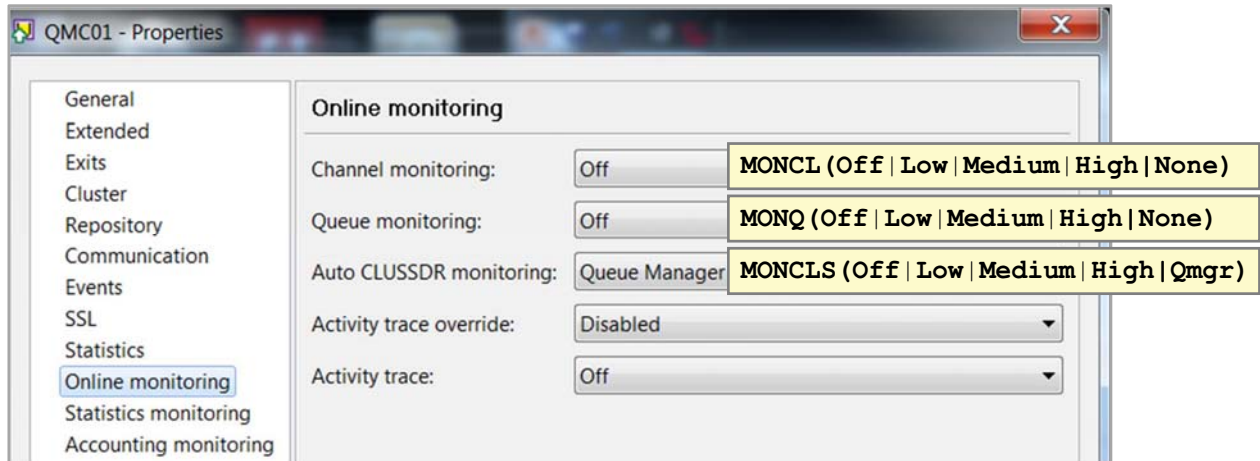 QMC01 - Properties
General
Extended
Exits
Cluster
Repository
Communication
Events
SSL
Statistics
Online monitoring
Statistics monitoring
Accounting monitoring
Online monitoring
Channel monitoring: Off MONCL(Off|Low|Medium|High|None)
Queue monitoring: Off MONQ(Off|Low|Medium|High|None)
Auto CLUSSDR monitoring: Queue Manager MONCLS(Off|Low|Medium|High|Qmgr)
Activity trace override: Disabled
Activity trace: Off